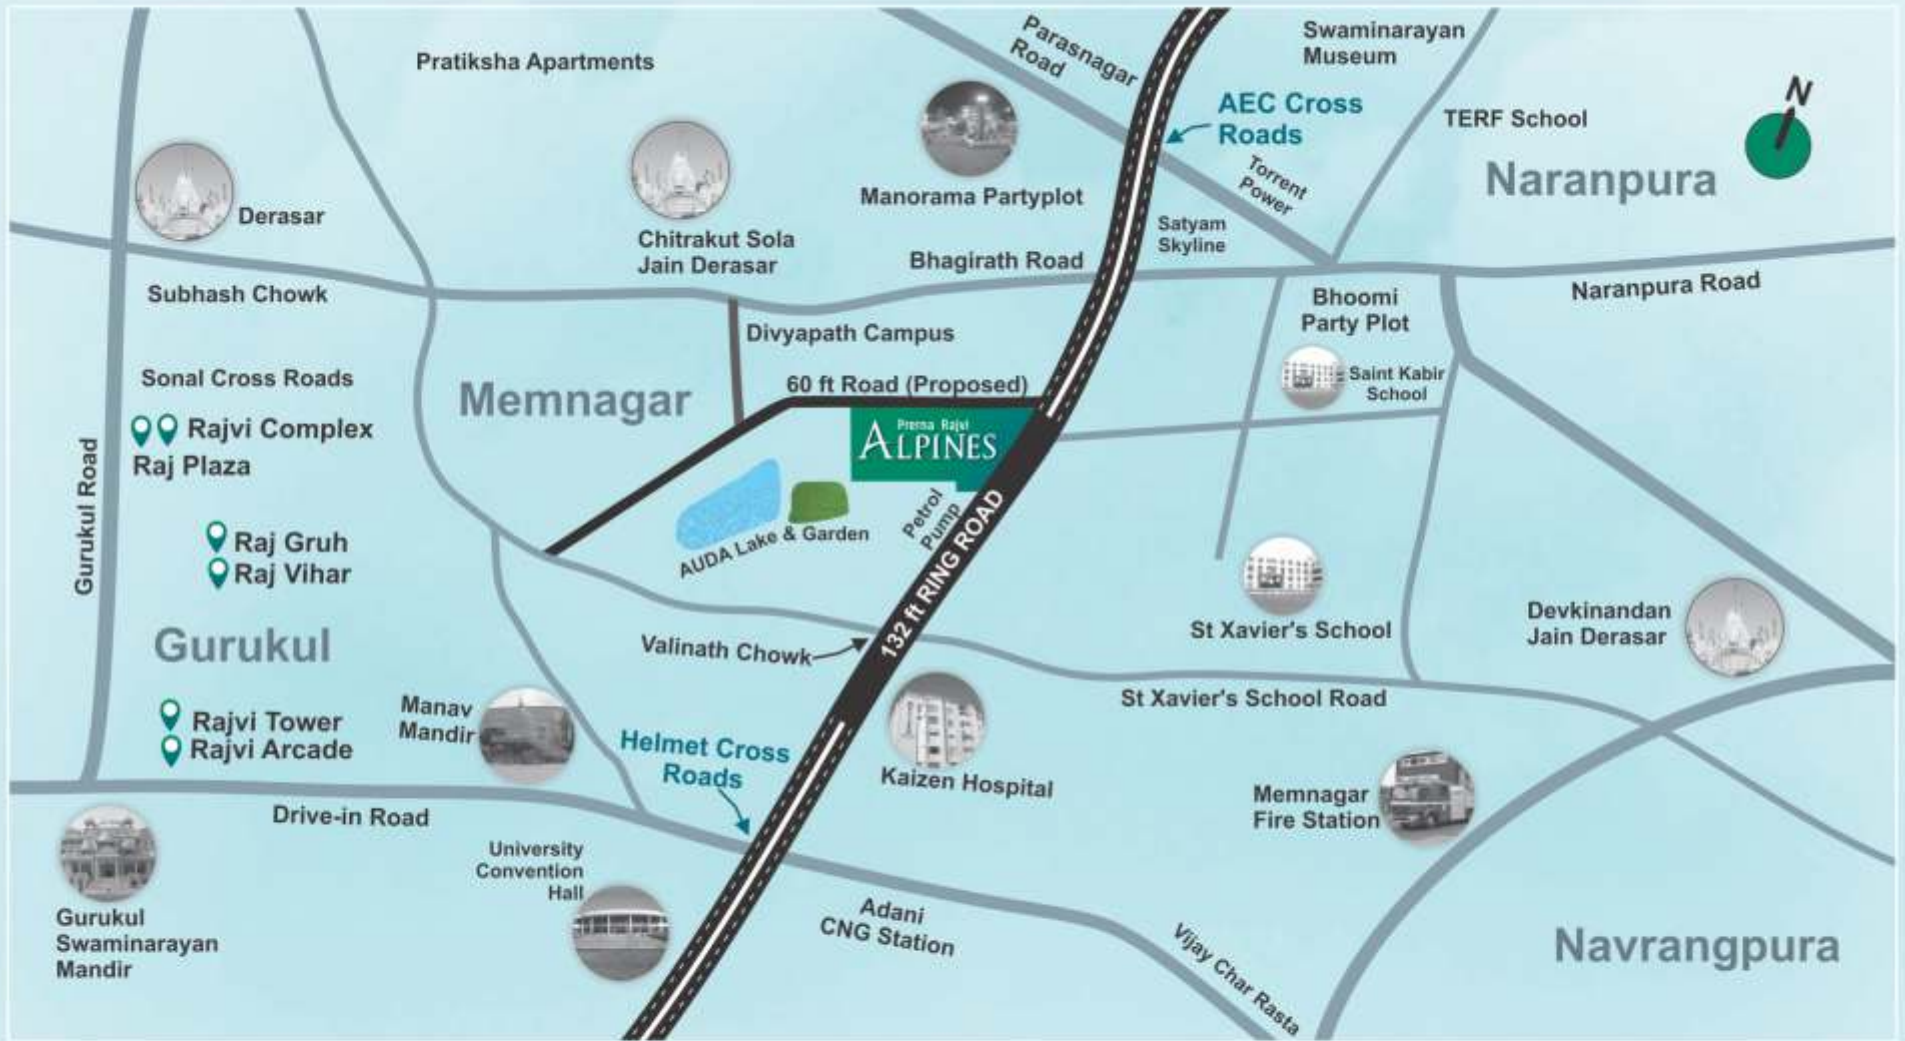 Parasnagar
Road
Swaminarayan
Museum
Pratiksha Apartments
N
AEC Cross
Roads
TERF School
Naranpura
Torrent
Power
Manorama Partyplot
Derasar
Satyam
Skyline
Chitrakut Sola
Jain Derasar
Bhagirath Road
Subhash Chowk
Naranpura Road
Bhoomi
Party Plot
Divyapath Campus
Sonal Cross Roads
60 ft Road (Proposed)
Saint Kabir
School
Memnagar
Prerna Rajvi
ALPINES
Rajvi Complex
Raj Plaza
Gurukul Road
Petrol
Pump
AUDA Lake & Garden
132 ft RING ROAD
Raj Gruh
Raj Vihar
Gurukul
St Xavier's School
Devkinandan
Jain Derasar
Valinath Chowk
St Xavier's School Road
Manav
Mandir
Rajvi Tower
Rajvi Arcade
Helmet Cross
Roads
Kaizen Hospital
Memnagar
Fire Station
Drive-in Road
University
Convention
Hall
Adani
CNG Station
Gurukul
Swaminarayan
Mandir
Vijay Char Rasta
Navrangpura